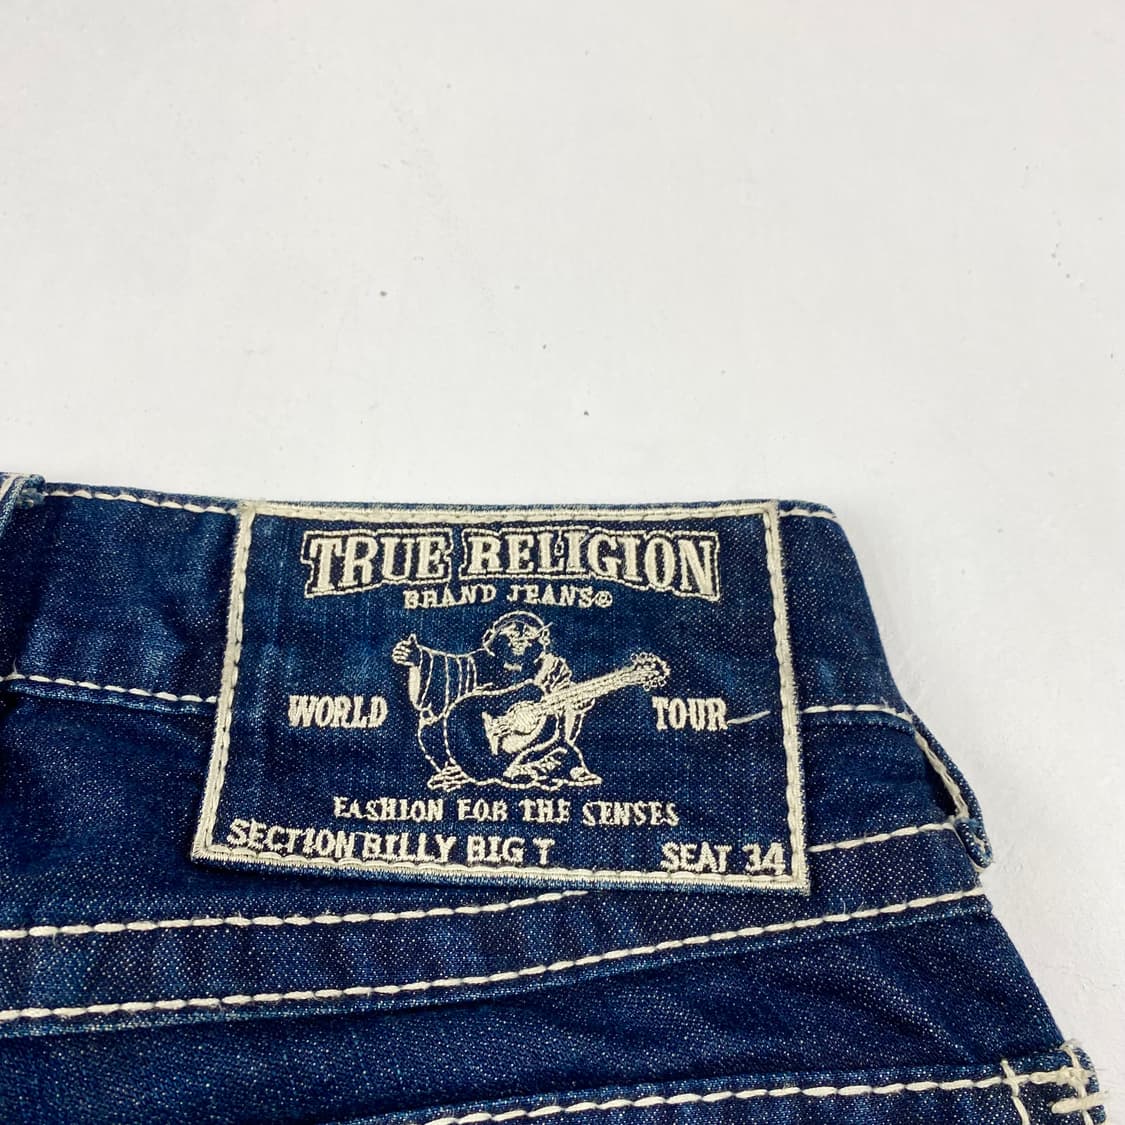 TRUE RELIGION
BRAND JEANS®
WORLD TOUR
FASHION FOR THE SENSES
SECTION BILLY BIG T SEAT 34